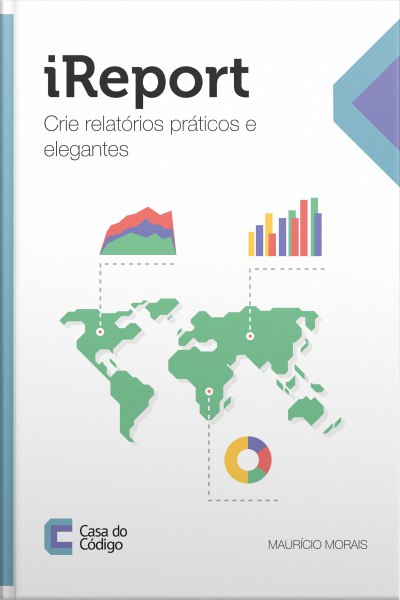 iReport
Crie relatórios práticos e
elegantes
Casa do
Código
MAURÍCIO MORAIS